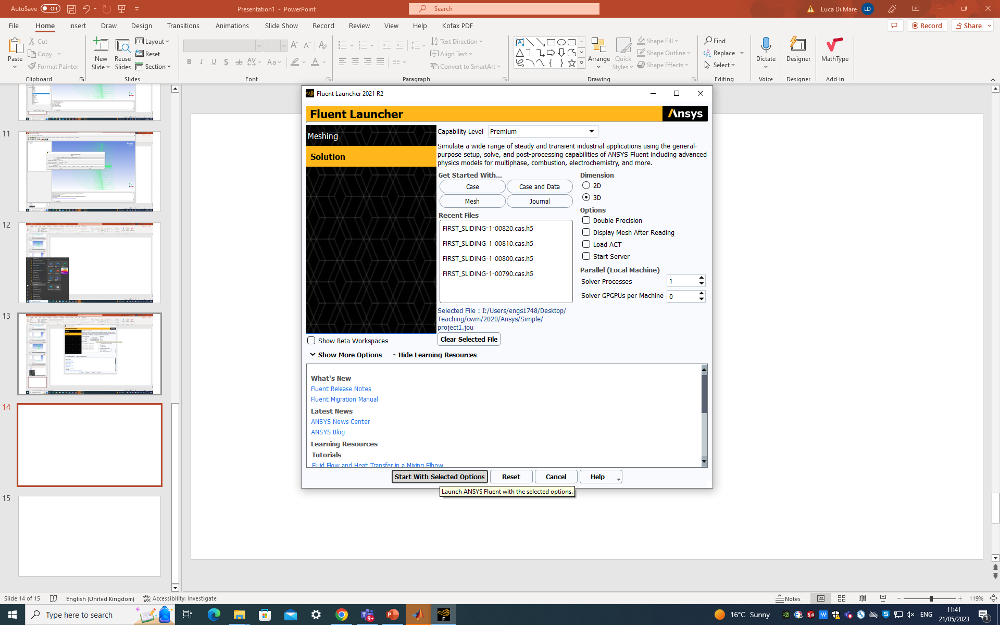 AutoSave Off
Presentation1 - PowerPoint
Search
Luca Di Mare LD
File Home Insert Draw Design Transitions Animations Slide Show Record Review View Help Kofax PDF
Record Share
Paste
Cut
Copy
Format Painter
Clipboard
New Slide
Reuse Slides
Layout
Reset
Section
Slides
Font
Text Direction
Align Text
Convert to SmartArt
Paragraph
Arrange
Quick Styles
Shape Fill
Shape Outline
Shape Effects
Drawing
Find
Replace
Select
Editing
Dictate
Voice
Designer
Designer
MathType
Add-in
11
12
13
14
15
Fluent Launcher 2021 R2
Fluent Launcher
Ansys
Meshing
Solution
Capability Level Premium
Simulate a wide range of steady and transient industrial applications using the general-
purpose setup, solve, and post-processing capabilities of ANSYS Fluent including advanced
physics models for multiphase, combustion, electrochemistry, and more.
Get Started With...
Case
Case and Data
Mesh
Journal
Recent Files
FIRST_SLIDING-1-00820.cas.h5
FIRST_SLIDING-1-00810.cas.h5
FIRST_SLIDING-1-00800.cas.h5
FIRST_SLIDING-1-00790.cas.h5
Dimension
2D
3D
Options
Double Precision
Display Mesh After Reading
Load ACT
Start Server
Parallel (Local Machine)
Solver Processes 1
Solver GPGPUs per Machine 0
Selected File : I:/Users/engs1748/Desktop/
Teaching/cwm/2020/Ansys/Simple/
project1.jou
Clear Selected File
Show Beta Workspaces
Show More Options Hide Learning Resources
What's New
Fluent Release Notes
Fluent Migration Manual
Latest News
ANSYS News Center
ANSYS Blog
Learning Resources
Tutorials
Fluid Flow and Heat Transfer in a Mixing Elbow
Start With Selected Options
Reset
Cancel
Help
Launch ANSYS Fluent with the selected options.
Slide 14 of 15
English (United Kingdom)
Accessibility: Investigate
Notes
119%
Type here to search
16°C Sunny
ENG
11:41
21/05/2023